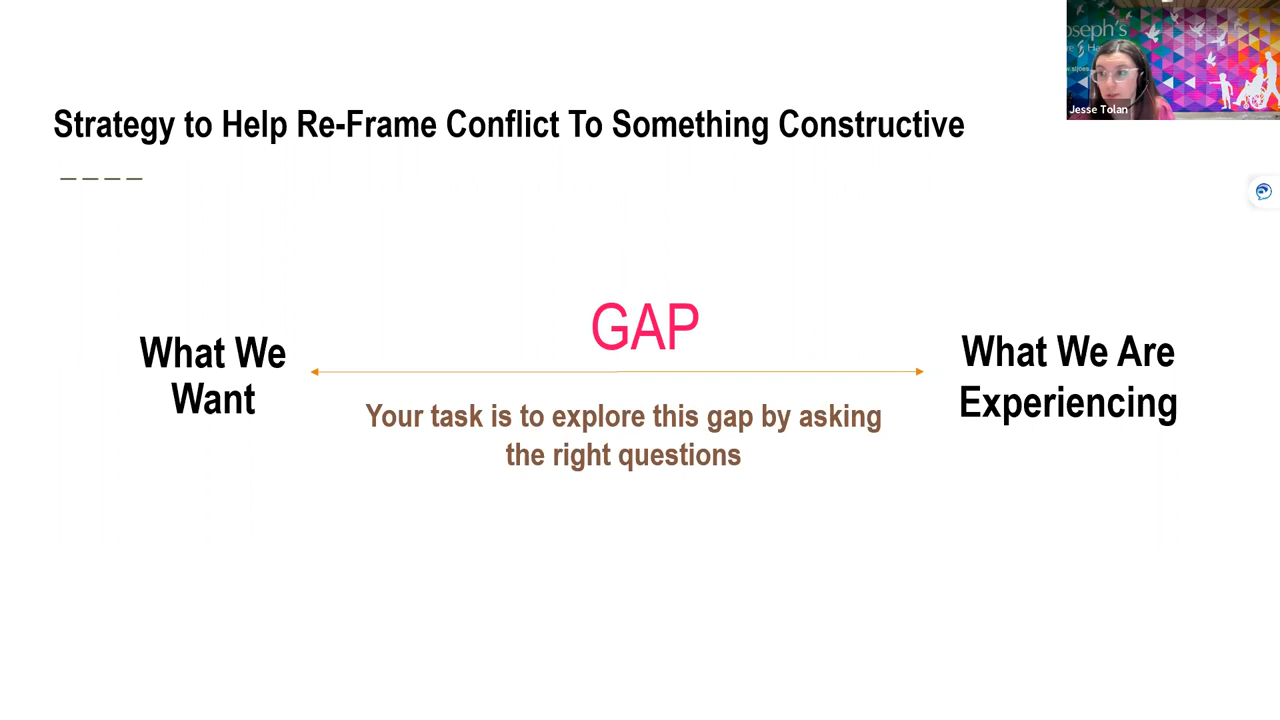 Strategy to Help Re-Frame Conflict To Something Constructive
GAP
What We
Want
Your task is to explore this gap by asking
the right questions
What We Are
Experiencing
oseph's
Jesse Tolan